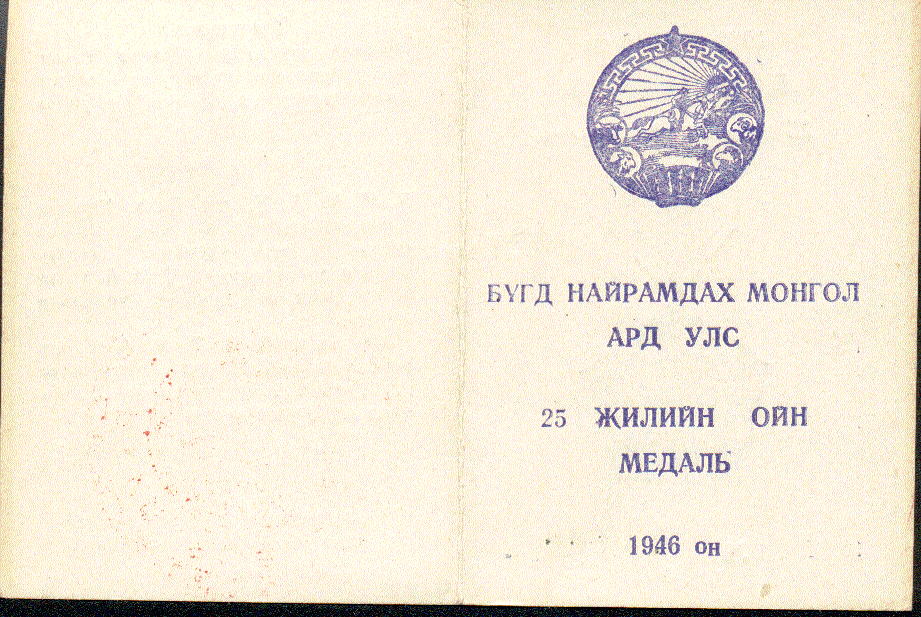 БҮГД НАЙРАМДАХ МОНГОЛ
АРД УЛС
25 ЖИЛИЙН ОЙН
МЕДАЛЬ
1946 он